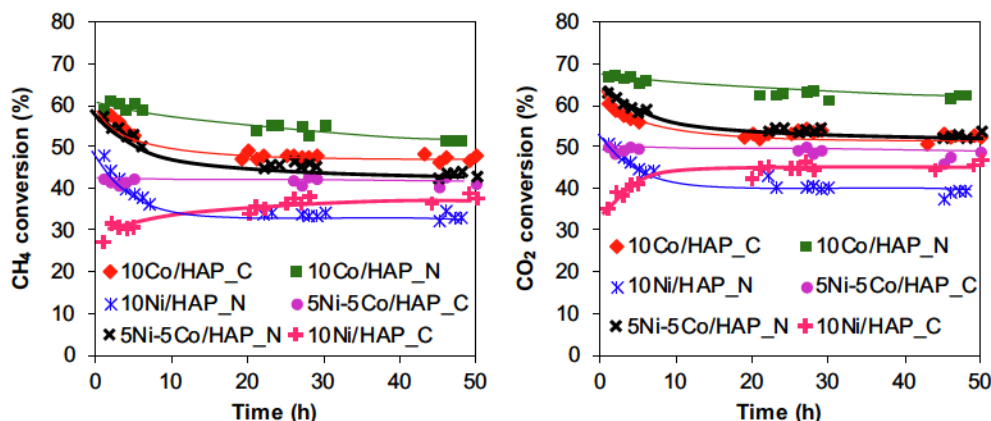 80
70
60
50
40
30
20
10
0
CH4 conversion (%)
10Co/HAP_C
10Co/HAP_N
10Ni/HAP_N
5Ni-5Co/HAP_C
5Ni-5Co/HAP_N
10Ni/HAP_C
0 10 20 30 40 50
Time (h)
80
70
60
50
40
30
20
10
0
CO2 conversion (%)
10Co/HAP_C
10Co/HAP_N
10Ni/HAP_N
5Ni-5Co/HAP_C
5Ni-5Co/HAP_N
10Ni/HAP_C
0 10 20 30 40 50
Time (h)